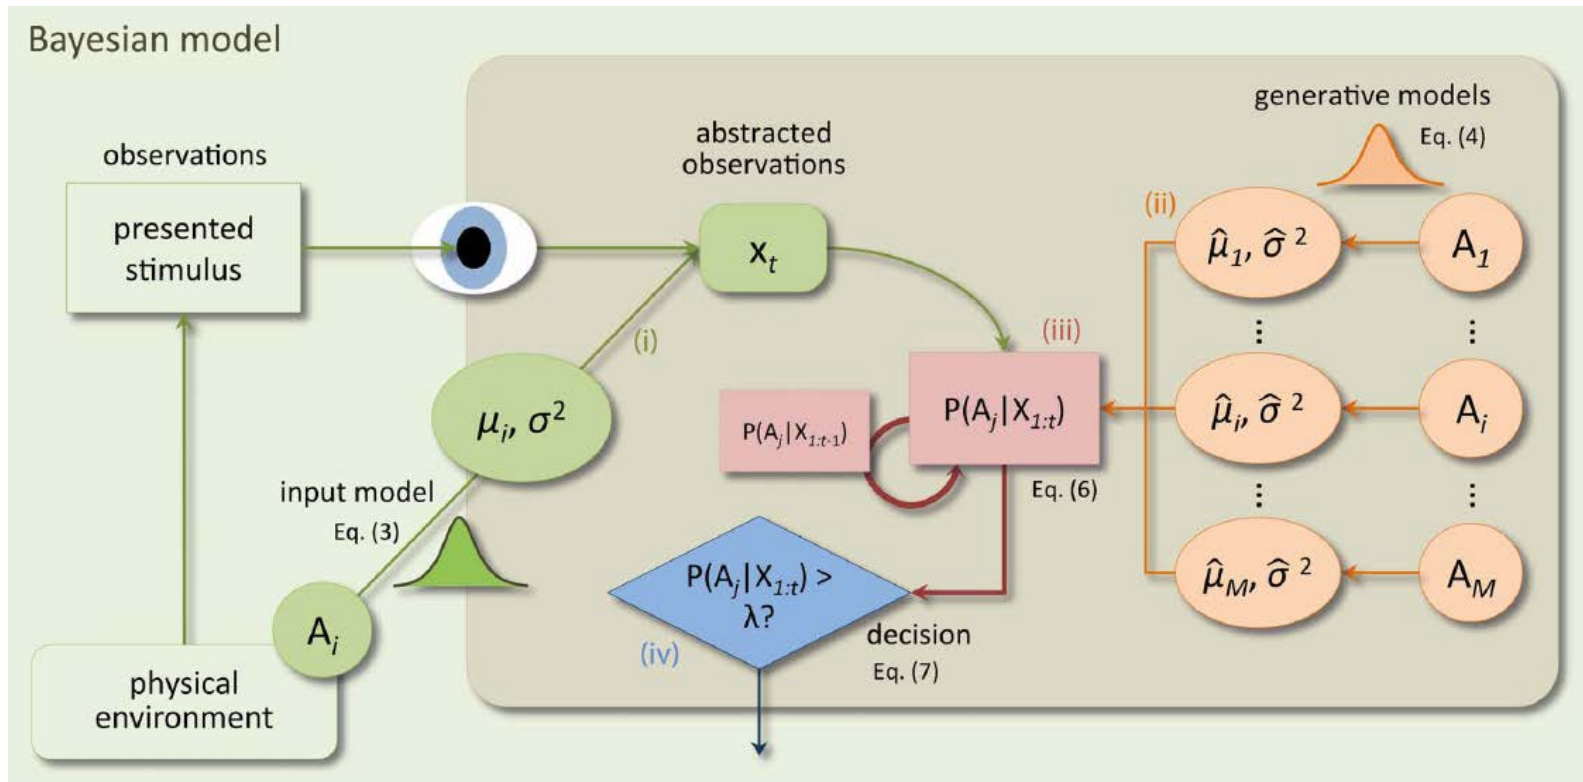 Bayesian model
observations
presented
stimulus
physical
environment
A_i
input model
Eq. (3)
μ_i, σ²
(i)
abstracted
observations
x_t
generative models
Eq. (4)
(ii)
μ̂_1, σ̂ ²
A_1
⋮
⋮
μ̂_i, σ̂ ²
A_i
⋮
⋮
μ̂_M, σ̂ ²
A_M
(iii)
P(A_j|X_1:t)
P(A_j|X_1:t-1)
Eq. (6)
P(A_j|X_1:t) >
λ?
(iv)
decision
Eq. (7)